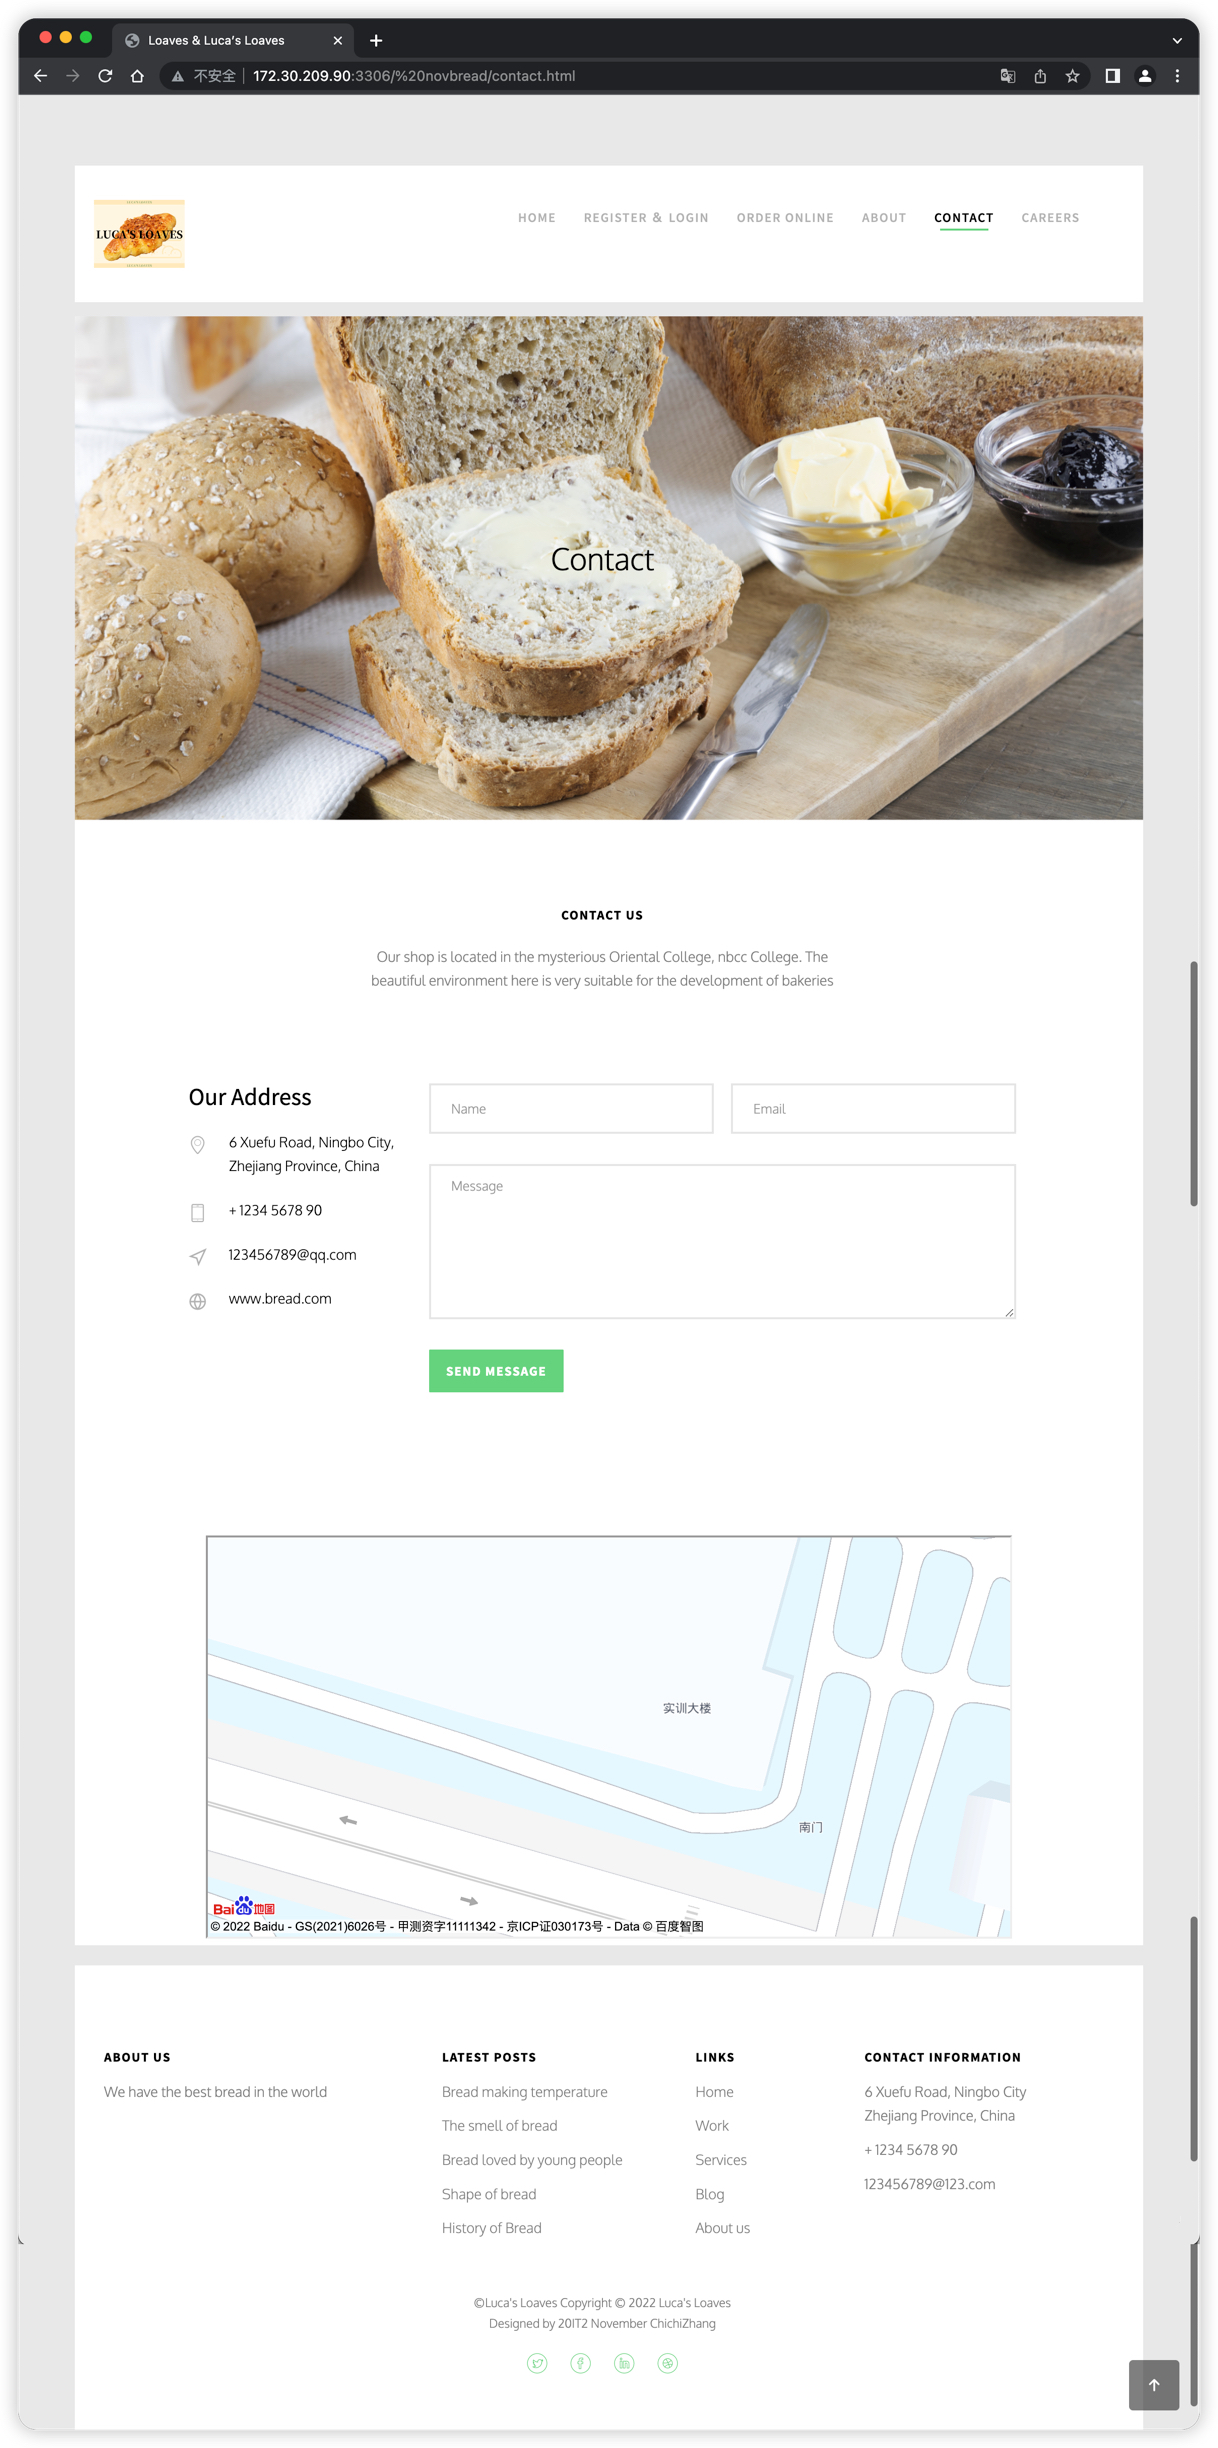 Loaves & Luca's Loaves
不安全 172.30.209.90:3306/%20novbread/contact.html
LUCA'S LOAVES
HOME REGISTER & LOGIN ORDER ONLINE ABOUT CONTACT CAREERS
Contact
CONTACT US
Our shop is located in the mysterious Oriental College, nbcc College. The
beautiful environment here is very suitable for the development of bakeries
Our Address
6 Xuefu Road, Ningbo City,
Zhejiang Province, China
+ 1234 5678 90
123456789@qq.com
www.bread.com
Name
Email
Message
SEND MESSAGE
实训大楼
南门
Bai du 地图
© 2022 Baidu - GS(2021)6026号 - 甲测资字11111342 - 京ICP证030173号 - Data © 百度智图
ABOUT US
We have the best bread in the world
LATEST POSTS
Bread making temperature
The smell of bread
Bread loved by young people
Shape of bread
History of Bread
LINKS
Home
Work
Services
Blog
About us
CONTACT INFORMATION
6 Xuefu Road, Ningbo City
Zhejiang Province, China
+ 1234 5678 90
123456789@123.com
©Luca's Loaves Copyright © 2022 Luca's Loaves
Designed by 20IT2 November ChichiZhang